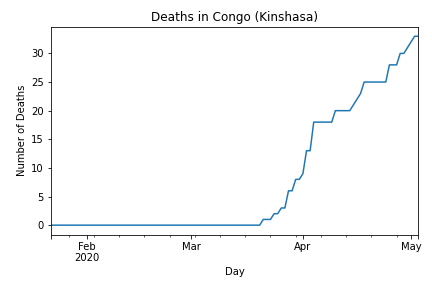 Deaths in Congo (Kinshasa)
Number of Deaths
30
25
20
15
10
5
0
Feb
2020
Mar
Apr
May
Day